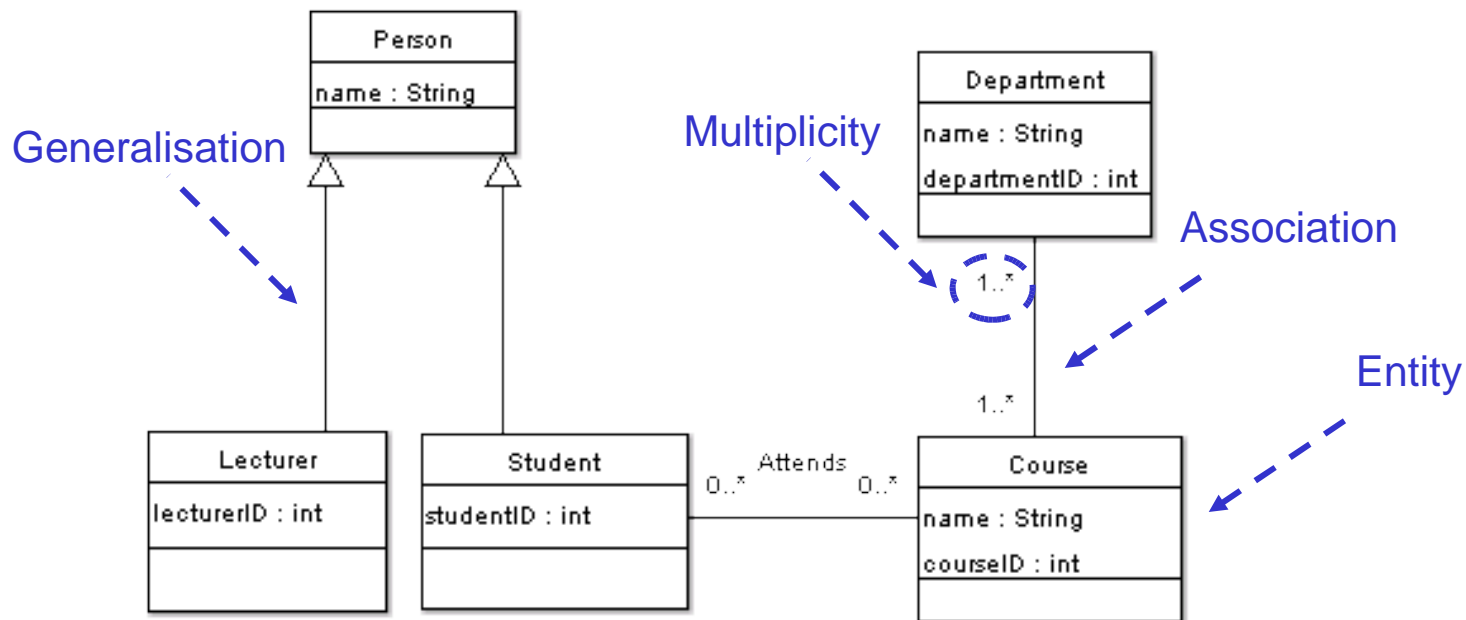 Person
name : String
Generalisation
Multiplicity
Department
name : String
departmentID : int
Association
1..*
Entity
1..*
Lecturer
lecturerID : int
Student
studentID : int
0..* Attends 0..*
Course
name : String
courseID : int